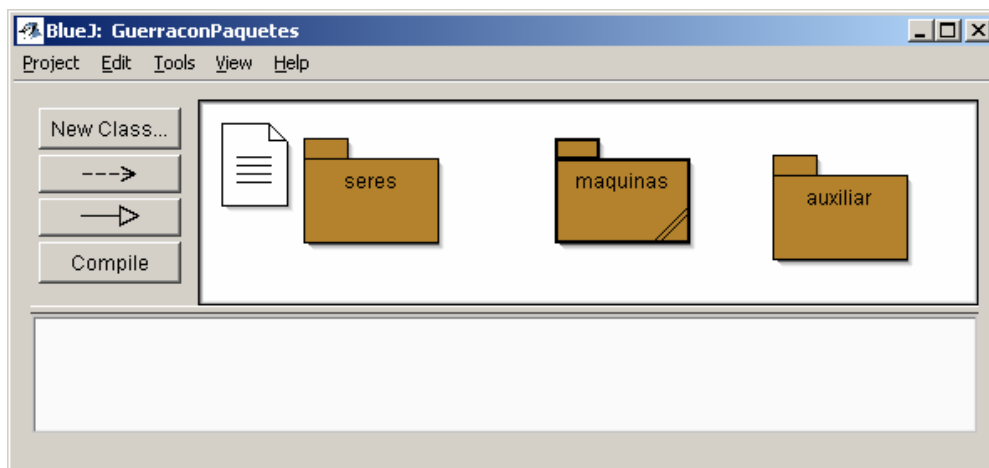 BlueJ: GuerraconPaquetes
Project Edit Tools View Help
New Class...
Compile
seres
maquinas
auxiliar